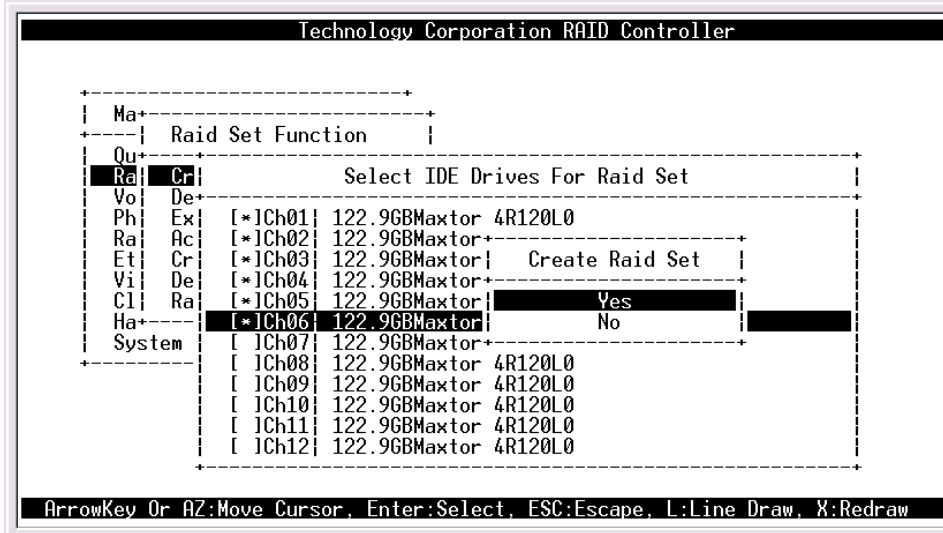 Technology Corporation RAID Controller
Ma
Raid Set Function
Qu
Ra Cr Select IDE Drives For Raid Set
Vo De
Ph Ex [*]Ch01| 122.9GBMaxtor 4R120L0
Ra Ac [*]Ch02| 122.9GBMaxtor
Et Cr [*]Ch03| 122.9GBMaxtor Create Raid Set
Vi De [*]Ch04| 122.9GBMaxtor
Cl Ra [*]Ch05| 122.9GBMaxtor Yes
Ha [*]Ch06| 122.9GBMaxtor No
System [ ]Ch07| 122.9GBMaxtor
[ ]Ch08| 122.9GBMaxtor 4R120L0
[ ]Ch09| 122.9GBMaxtor 4R120L0
[ ]Ch10| 122.9GBMaxtor 4R120L0
[ ]Ch11| 122.9GBMaxtor 4R120L0
[ ]Ch12| 122.9GBMaxtor 4R120L0
ArrowKey Or AZ:Move Cursor, Enter:Select, ESC:Escape, L:Line Draw, X:Redraw